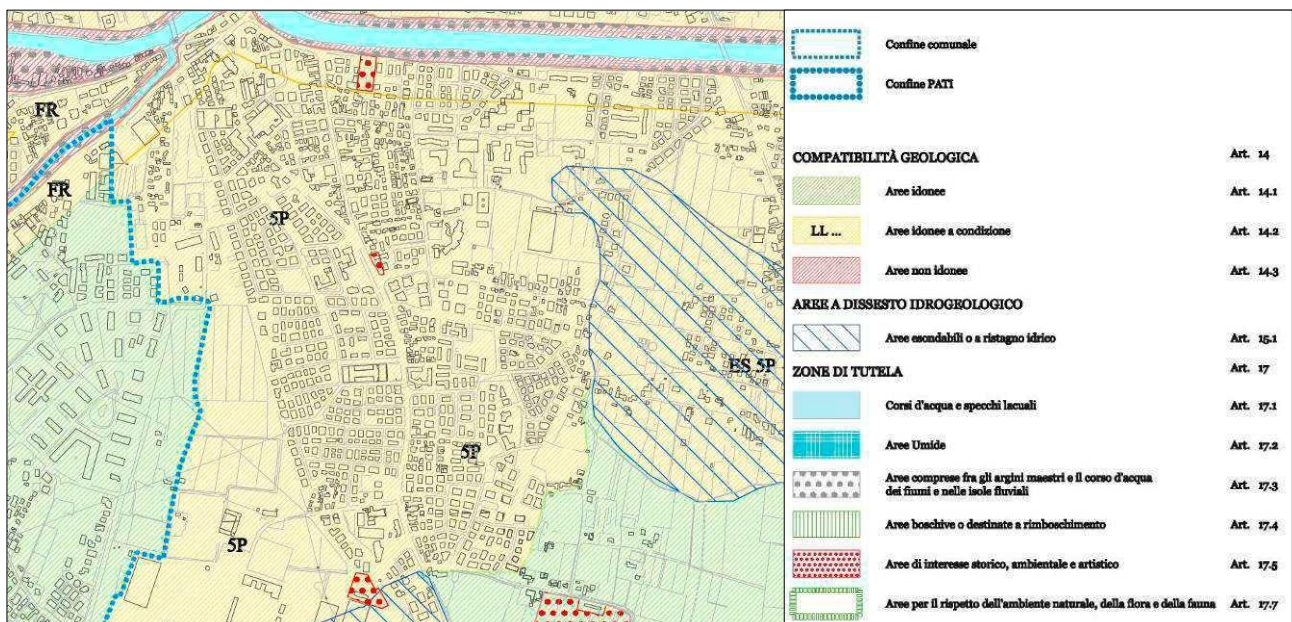 FR
FR
5P
ES 5P
5P
5P
Confine comunale
Confine PATI
COMPATIBILITÀ GEOLOGICA Art. 14
Aree idonee Art. 14.1
LL ... Aree idonee a condizione Art. 14.2
Aree non idonee Art. 14.3
AREE A DISSESTO IDROGEOLOGICO
Aree esondabili o a ristagno idrico Art. 15.1
ZONE DI TUTELA Art. 17
Corsi d'acqua e specchi lacuali Art. 17.1
Aree Umide Art. 17.2
Aree comprese fra gli argini maestri e il corso d'acqua
dei fiumi e nelle isole fluviali Art. 17.3
Aree boschive o destinate a rimboschimento Art. 17.4
Aree di interesse storico, ambientale e artistico Art. 17.5
Aree per il rispetto dell'ambiente naturale, della flora e della fauna Art. 17.7